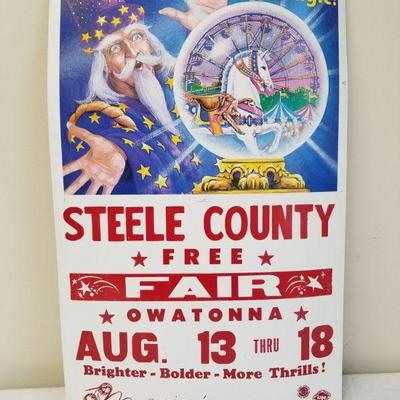 STEELE COUNTY
★ FREE ★
FAIR
★ OWATONNA ★
AUG. 13 THRU 18
Brighter - Bolder - More Thrills!